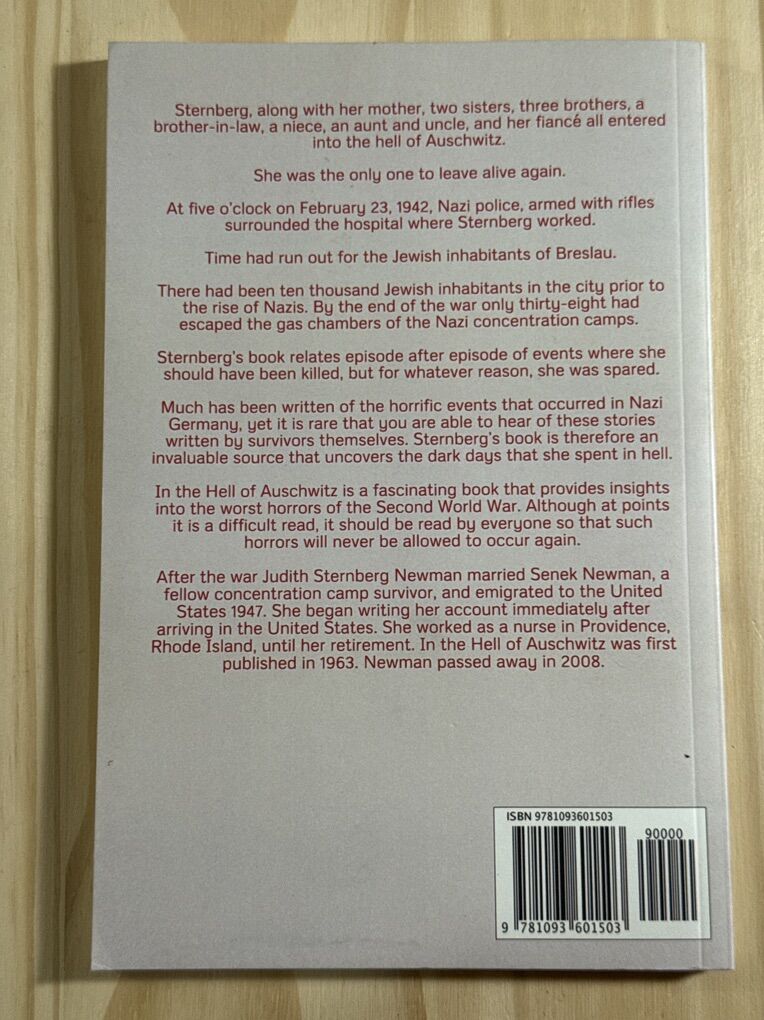 Sternberg, along with her mother, two sisters, three brothers, a
brother-in-law, a niece, an aunt and uncle, and her fiancé all entered
into the hell of Auschwitz.
She was the only one to leave alive again.
At five o'clock on February 23, 1942, Nazi police, armed with rifles
surrounded the hospital where Sternberg worked.
Time had run out for the Jewish inhabitants of Breslau.
There had been ten thousand Jewish inhabitants in the city prior to
the rise of Nazis. By the end of the war only thirty-eight had
escaped the gas chambers of the Nazi concentration camps.
Sternberg's book relates episode after episode of events where she
should have been killed, but for whatever reason, she was spared.
Much has been written of the horrific events that occurred in Nazi
Germany, yet it is rare that you are able to hear of these stories
written by survivors themselves. Sternberg's book is therefore an
invaluable source that uncovers the dark days that she spent in hell.
In the Hell of Auschwitz is a fascinating book that provides insights
into the worst horrors of the Second World War. Although at points
it is a difficult read, it should be read by everyone so that such
horrors will never be allowed to occur again.
After the war Judith Sternberg Newman married Senek Newman, a
fellow concentration camp survivor, and emigrated to the United
States 1947. She began writing her account immediately after
arriving in the United States. She worked as a nurse in Providence,
Rhode Island, until her retirement. In the Hell of Auschwitz was first
published in 1963. Newman passed away in 2008.
ISBN 9781093601503
90000
9 781093 601503